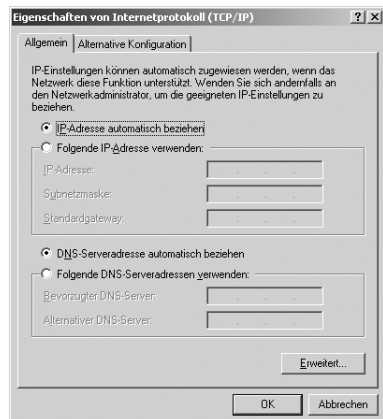 Eigenschaften von Internetprotokoll (TCP/IP)
Allgemein
Alternative Konfiguration
IP-Einstellungen können automatisch zugewiesen werden, wenn das
Netzwerk diese Funktion unterstützt. Wenden Sie sich andernfalls an
den Netzwerkadministrator, um die geeigneten IP-Einstellungen zu
beziehen.
IP-Adresse automatisch beziehen
Folgende IP-Adresse verwenden:
IP-Adresse:
Subnetzmaske:
Standardgateway:
DNS-Serveradresse automatisch beziehen
Folgende DNS-Serveradressen verwenden:
Bevorzugter DNS-Server:
Alternativer DNS-Server:
Erweitert...
OK
Abbrechen